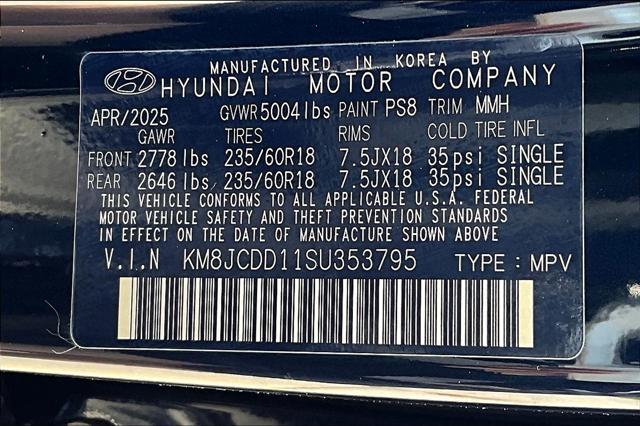 MANUFACTURED IN KOREA BY
HYUNDAI MOTOR COMPANY
APR/2025 GVWR 5004 lbs PAINT PS8 TRIM MMH
GAWR TIRES RIMS COLD TIRE INFL
FRONT 2778 lbs 235/60R18 7.5JX18 35psi SINGLE
REAR 2646 lbs 235/60R18 7.5JX18 35psi SINGLE
THIS VEHICLE CONFORMS TO ALL APPLICABLE U.S.A. FEDERAL
MOTOR VEHICLE SAFETY AND THEFT PREVENTION STANDARDS
IN EFFECT ON THE DATE OF MANUFACTURE SHOWN ABOVE
V.I.N KM8JCDD11SU353795 TYPE : MPV